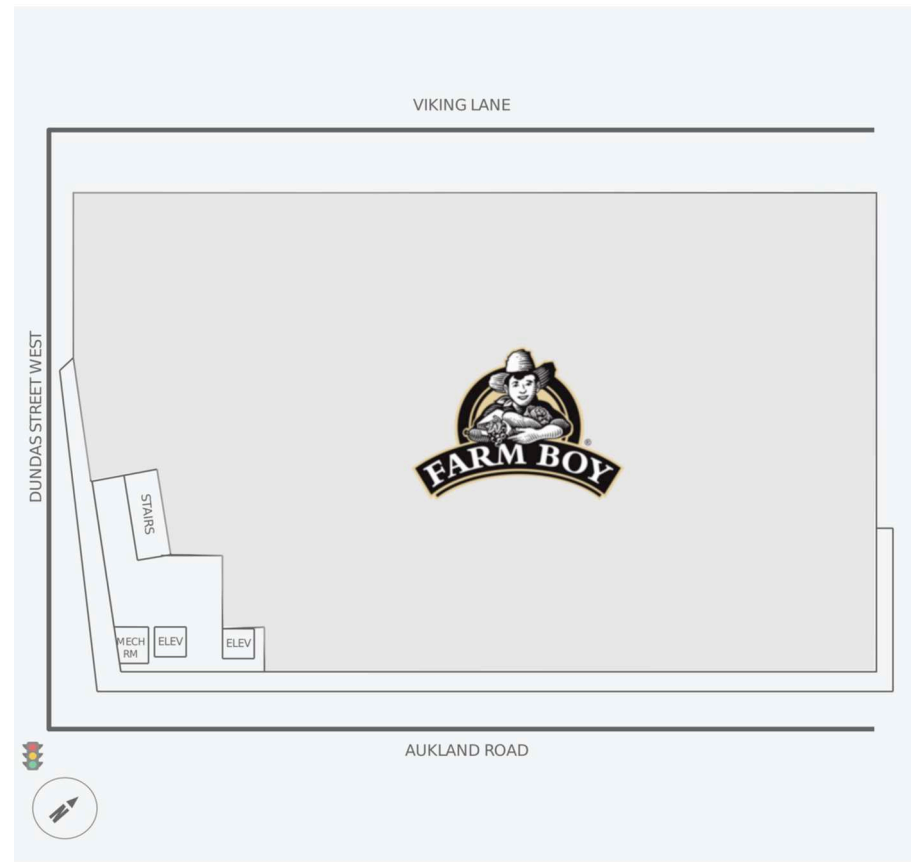 VIKING LANE
DUNDAS STREET WEST
FARM BOY
®
STAIRS
MECH
RM
ELEV
ELEV
AUKLAND ROAD
N